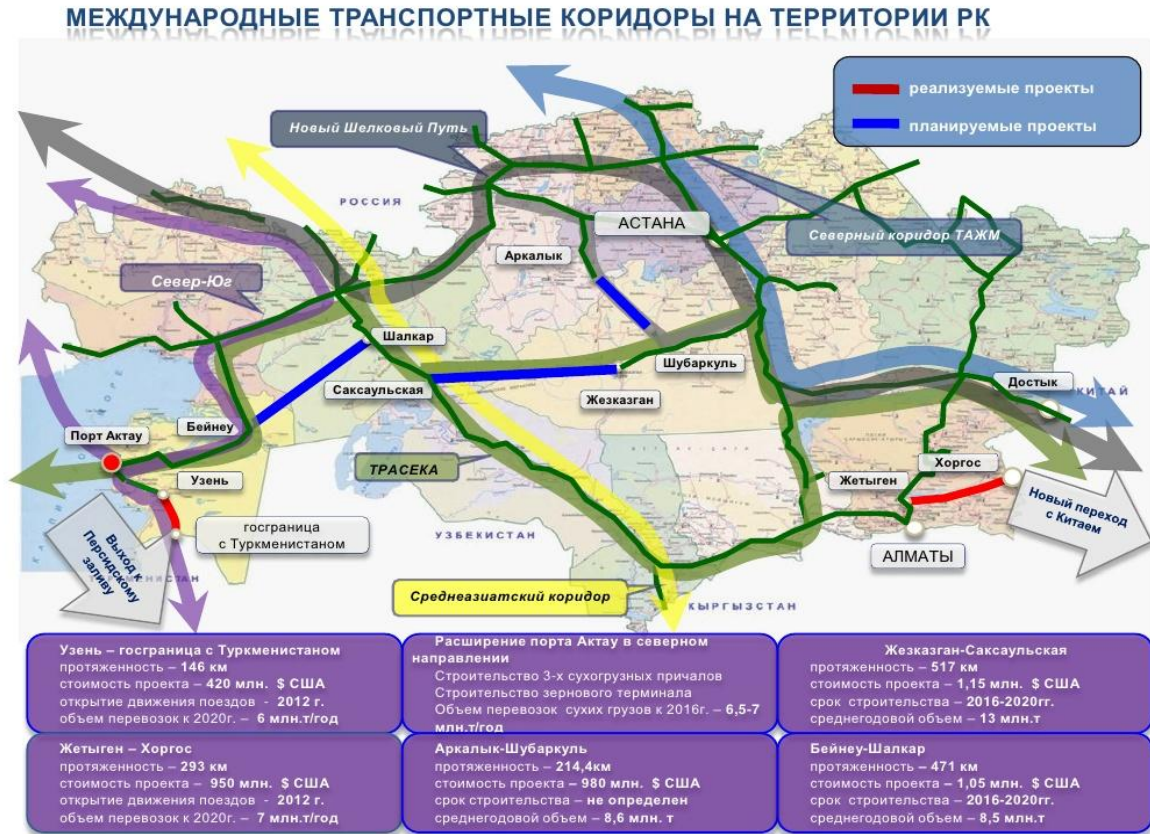 МЕЖДУНАРОДНЫЕ ТРАНСПОРТНЫЕ КОРИДОРЫ НА ТЕРРИТОРИИ РК
реализуемые проекты
планируемые проекты
Новый Шелковый Путь
РОССИЯ
АСТАНА
Северный коридор ТАЖМ
Аркалык
Север-Юг
Шалкар
Шубаркуль
Саксаульская
Достык
КИТАЙ
Жезказган
Бейнеу
Порт Актау
ТРАСЕКА
Хоргос
Узень
Жетыген
Новый переход
с Китаем
госграница
с Туркменистаном
УЗБЕКИСТАН
АЛМАТЫ
Выход к
Персидскому
заливу
Среднеазиатский коридор
КЫРГЫЗСТАН
Узень – госграница с Туркменистаном
протяженность – 146 км
стоимость проекта – 420 млн. $ США
открытие движения поездов - 2012 г.
объем перевозок к 2020г. – 6 млн.т/год
Расширение порта Актау в северном
направлении
Строительство 3-х сухогрузных причалов
Строительство зернового терминала
Объем перевозок сухих грузов к 2016г. – 6,5-7
млн.т/год
Жезказган-Саксаульская
протяженность – 517 км
стоимость проекта – 1,15 млн. $ США
срок строительства – 2016-2020гг.
среднегодовой объем – 13 млн.т
Жетыген – Хоргос
протяженность – 293 км
стоимость проекта – 950 млн. $ США
открытие движения поездов - 2012 г.
объем перевозок к 2020г. – 7 млн.т/год
Аркалык-Шубаркуль
протяженность – 214,4км
стоимость проекта – 980 млн. $ США
срок строительства – не определен
среднегодовой объем – 8,6 млн. т
Бейнеу-Шалкар
протяженность – 471 км
стоимость проекта – 1,05 млн. $ США
срок строительства – 2016-2020гг.
среднегодовой объем – 8,5 млн.т